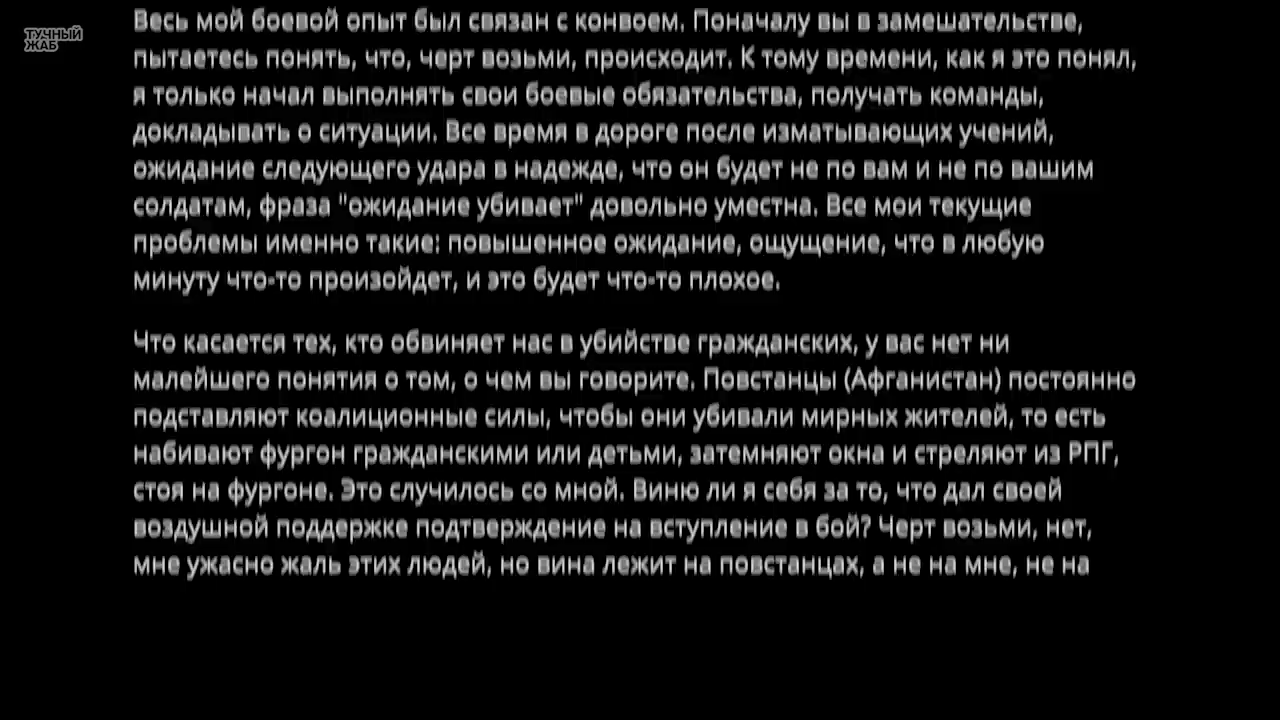 ТУЧНЫЙ
ЖАБ
Весь мой боевой опыт был связан с конвоем. Поначалу вы в замешательстве,
пытаетесь понять, что, черт возьми, происходит. К тому времени, как я это понял,
я только начал выполнять свои боевые обязательства, получать команды,
докладывать о ситуации. Все время в дороге после изматывающих учений,
ожидание следующего удара в надежде, что он будет не по вам и не по вашим
солдатам, фраза "ожидание убивает" довольно уместна. Все мои текущие
проблемы именно такие: повышенное ожидание, ощущение, что в любую
минуту что-то произойдет, и это будет что-то плохое.
Что касается тех, кто обвиняет нас в убийстве гражданских, у вас нет ни
малейшего понятия о том, о чем вы говорите. Повстанцы (Афганистан) постоянно
подставляют коалиционные силы, чтобы они убивали мирных жителей, то есть
набивают фургон гражданскими или детьми, затемняют окна и стреляют из РПГ,
стоя на фургоне. Это случилось со мной. Виню ли я себя за то, что дал своей
воздушной поддержке подтверждение на вступление в бой? Черт возьми, нет,
мне ужасно жаль этих людей, но вина лежит на повстанцах, а не на мне, не на